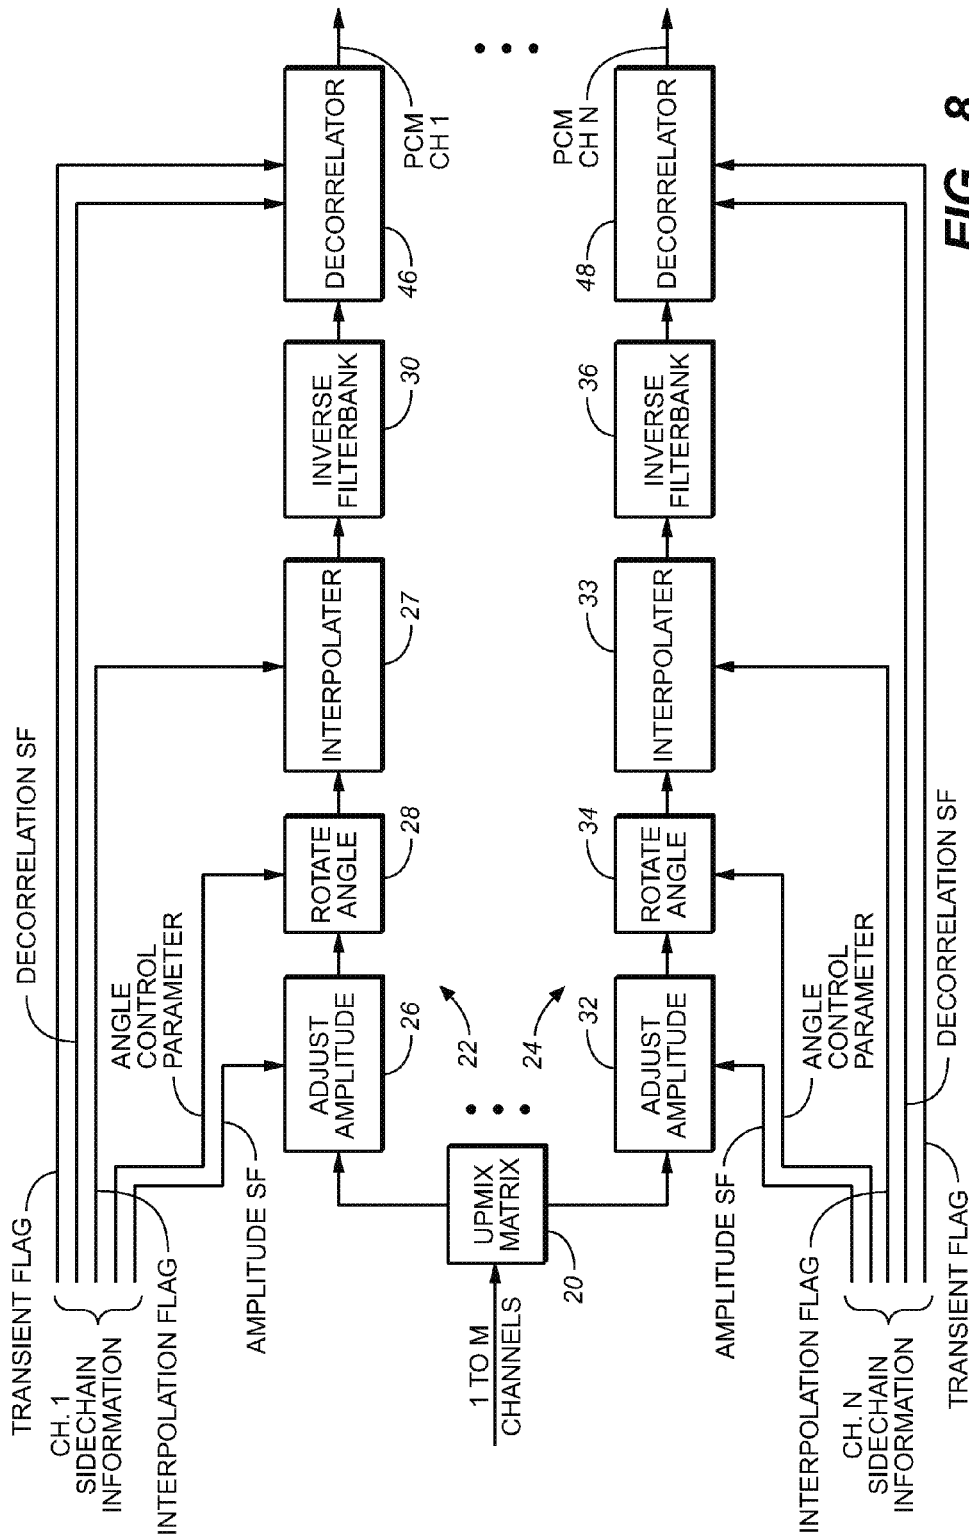 TRANSIENT FLAG
DECORRELATION SF
CH. 1
SIDECHAIN
INFORMATION
INTERPOLATION FLAG
ANGLE
CONTROL
PARAMETER
AMPLITUDE SF
ADJUST
AMPLITUDE
26
ROTATE
ANGLE
28
INTERPOLATER
27
INVERSE
FILTERBANK
30
DECORRELATOR
46
PCM
CH 1
22
1 TO M
CHANNELS
UPMIX
MATRIX
20
24
ADJUST
AMPLITUDE
32
ROTATE
ANGLE
34
INTERPOLATER
33
INVERSE
FILTERBANK
36
DECORRELATOR
48
PCM
CH N
AMPLITUDE SF
ANGLE
CONTROL
PARAMETER
INTERPOLATION FLAG
CH. N
SIDECHAIN
INFORMATION
DECORRELATION SF
TRANSIENT FLAG
FIG._8